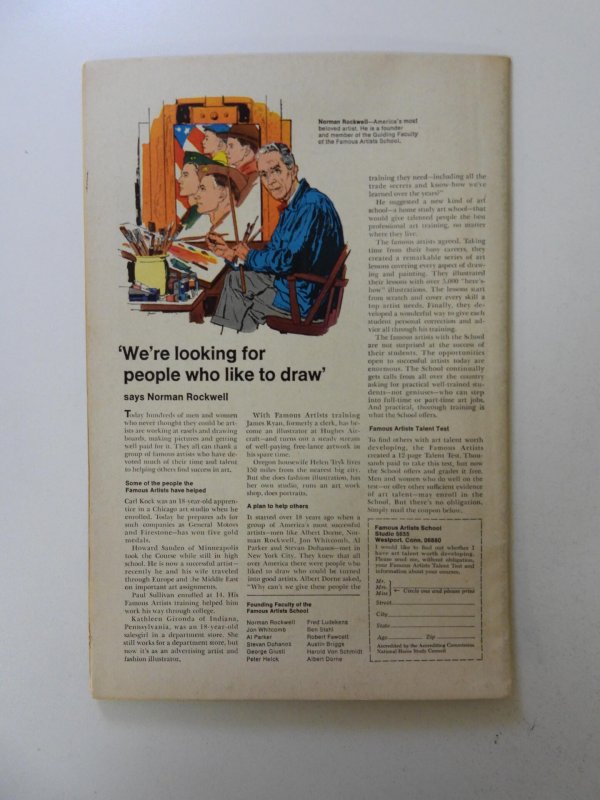 Norman Rockwell—America's most
beloved artist. He is a founder
and member of the Guiding Faculty
of the Famous Artists School.
'We're looking for
people who like to draw'
says Norman Rockwell
Today hundreds of men and women
who never thought they could be art-
ists are working at easels and drawing
boards, making pictures and getting
well paid for it. They all can thank a
group of famous artists who have de-
voted much of their time and talent
to helping others find success in art.
Some of the people the
Famous Artists have helped
Carl Kock was an 18-year-old appren-
tice in a Chicago art studio when he
enrolled. Today he prepares ads for
such companies as General Motors
and Firestone—has won five gold
medals.
Howard Sanden of Minneapolis
took the Course while still in high
school. He is now a successful artist—
recently he and his wife traveled
through Europe and the Middle East
on important art assignments.
Paul Sullivan enrolled at 14. His
Famous Artists training helped him
work his way through college.
Kathleen Gironda of Indiana,
Pennsylvania, was an 18-year-old
salesgirl in a department store. She
still works for a department store, but
now it's as an advertising artist and
fashion illustrator.
With Famous Artists training
James Ryan, formerly a clerk, has be-
come an illustrator at Hughes Air-
craft—and turns out a steady stream
of well-paying free-lance artwork in
his spare time.
Oregon housewife Helen Tryk lives
150 miles from the nearest big city.
But she does fashion illustration, has
her own studio, runs an art work
shop, does portraits.
A plan to help others
It started over 18 years ago when a
group of America's most successful
artists—men like Albert Dorne, Nor-
man Rockwell, Jon Whitcomb, Al
Parker and Stevan Dohanos—met in
New York City. They knew that all
over America there were people who
liked to draw who could be turned
into good artists. Albert Dorne asked,
"Why can't we give these people the
Founding Faculty of the
Famous Artists School
Norman Rockwell
Jon Whitcomb
Al Parker
Stevan Dohanos
George Giusti
Peter Helck
Fred Ludekens
Ben Stahl
Robert Fawcett
Austin Briggs
Harold Von Schmidt
Albert Dorne
training they need—including all the
trade secrets and know-how we've
learned over the years?"
He suggested a new kind of art
school—a home study art school—that
would give talented people the best
professional art training, no matter
where they live.
The famous artists agreed. Taking
time from their busy careers, they
created a remarkable series of art
lessons covering every aspect of draw-
ing and painting. They illustrated
their lessons with over 5,000 "here's-
how" illustrations. The lessons start
from scratch and cover every skill a
top artist needs. Finally, they de-
veloped a wonderful way to give each
student personal correction and ad-
vice all through his training.
The famous artists with the School
are not surprised at the success of
their students. The opportunities
open to successful artists today are
enormous. The School continually
gets calls from all over the country
asking for practical well-trained stu-
dents—not geniuses—who can step
into full-time or part-time art jobs.
And practical, thorough training is
what the School offers.
Famous Artists Talent Test
To find others with art talent worth
developing, the Famous Artists
created a 12-page Talent Test. Thou-
sands paid to take this test, but now
the School offers and grades it free.
Men and women who do well on the
test—or offer other sufficient evidence
of art talent—may enroll in the
School. But there's no obligation.
Simply mail the coupon below.
Famous Artists School
Studio 5835
Westport, Conn. 06880
I would like to find out whether I
have art talent worth developing.
Please send me, without obligation,
your Famous Artists Talent Test and
information about your courses.
Mr.
Mrs.
Miss
Circle one and please print
Street
City
State
Age Zip
Accredited by the Accrediting Commission
National Home Study Council